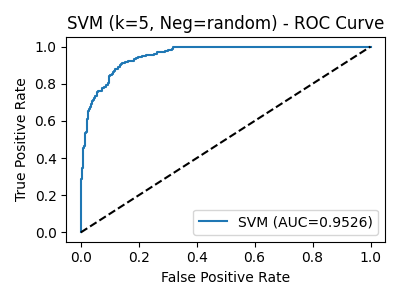 SVM (k=5, Neg=random) - ROC Curve
1.0
0.8
0.6
0.4
0.2
0.0
True Positive Rate
SVM (AUC=0.9526)
0.0 0.2 0.4 0.6 0.8 1.0
False Positive Rate